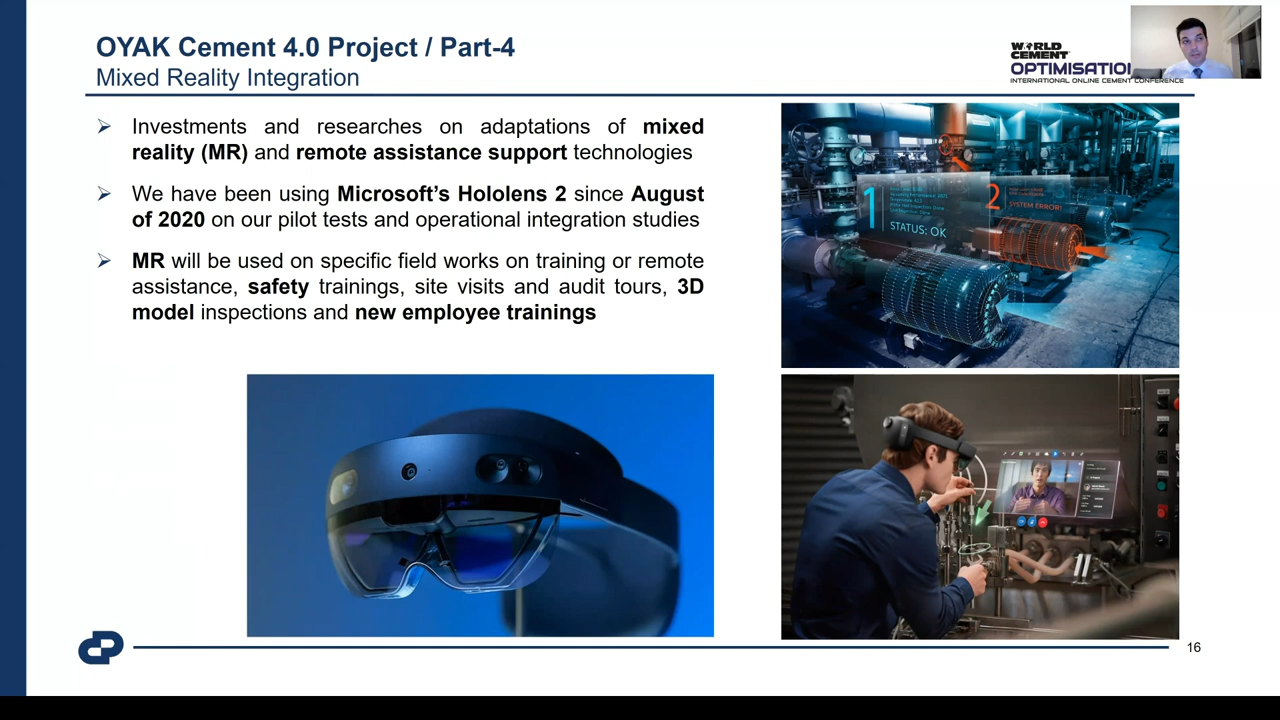 OYAK Cement 4.0 Project / Part-4
Mixed Reality Integration
WORLD
CEMENT
OPTIMISATIO
INTERNATIONAL ONLINE CEMENT CONFERENCE
Investments and researches on adaptations of mixed
reality (MR) and remote assistance support technologies
We have been using Microsoft’s Hololens 2 since August
of 2020 on our pilot tests and operational integration studies
MR will be used on specific field works on training or remote
assistance, safety trainings, site visits and audit tours, 3D
model inspections and new employee trainings
1
STATUS: OK
2
SYSTEM ERROR!
16